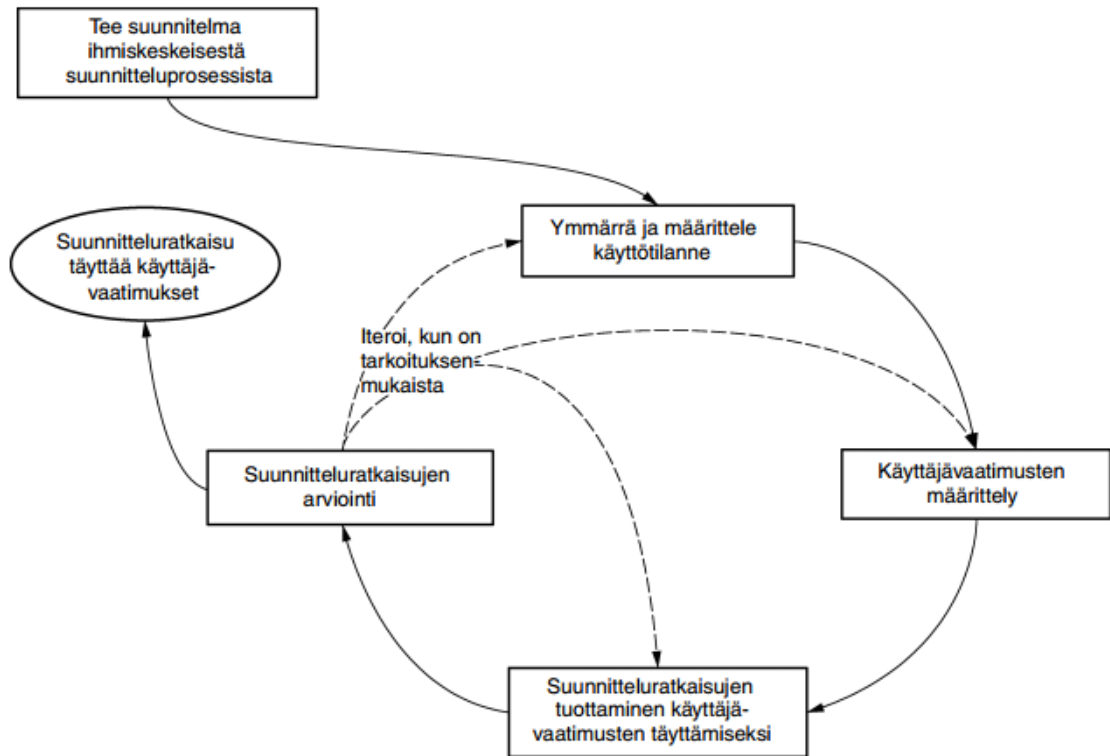 Tee suunnitelma
ihmiskeskeisestä
suunnitteluprosessista
Ymmärrä ja määrittele
käyttötilanne
Suunnitteluratkaisu
täyttää käyttäjä-
vaatimukset
Iteroi, kun on
tarkoituksen-
mukaista
Suunnitteluratkaisujen
arviointi
Käyttäjävaatimusten
määrittely
Suunnitteluratkaisujen
tuottaminen käyttäjä-
vaatimusten täyttämiseksi